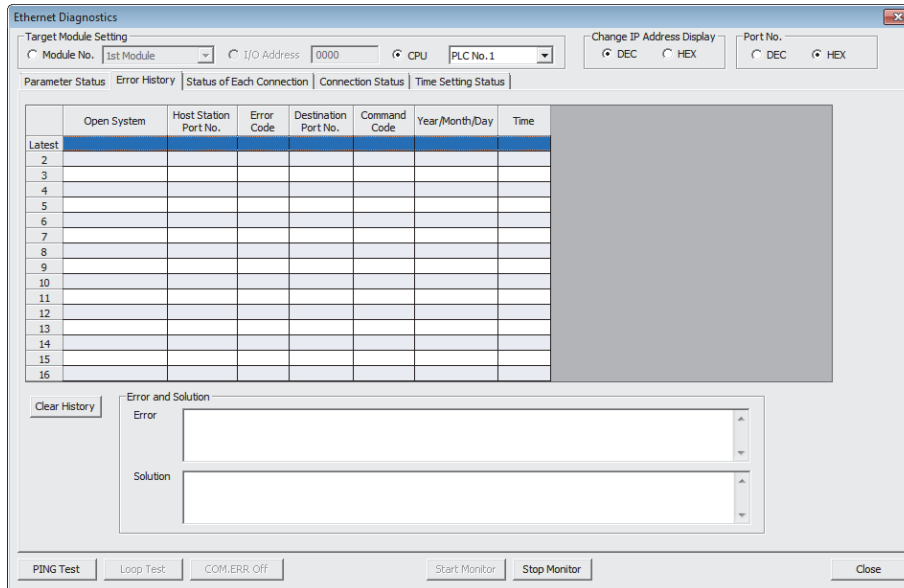 Ethernet Diagnostics
Target Module Setting
Module No. 1st Module I/O Address 0000 CPU PLC No.1
Change IP Address Display
DEC HEX
Port No.
DEC HEX
Parameter Status Error History Status of Each Connection Connection Status Time Setting Status
Open System Host Station Port No. Error Code Destination Port No. Command Code Year/Month/Day Time
Latest
2
3
4
5
6
7
8
9
10
11
12
13
14
15
16
Clear History
Error and Solution
Error
Solution
PING Test Loop Test COM.ERR Off Start Monitor Stop Monitor Close